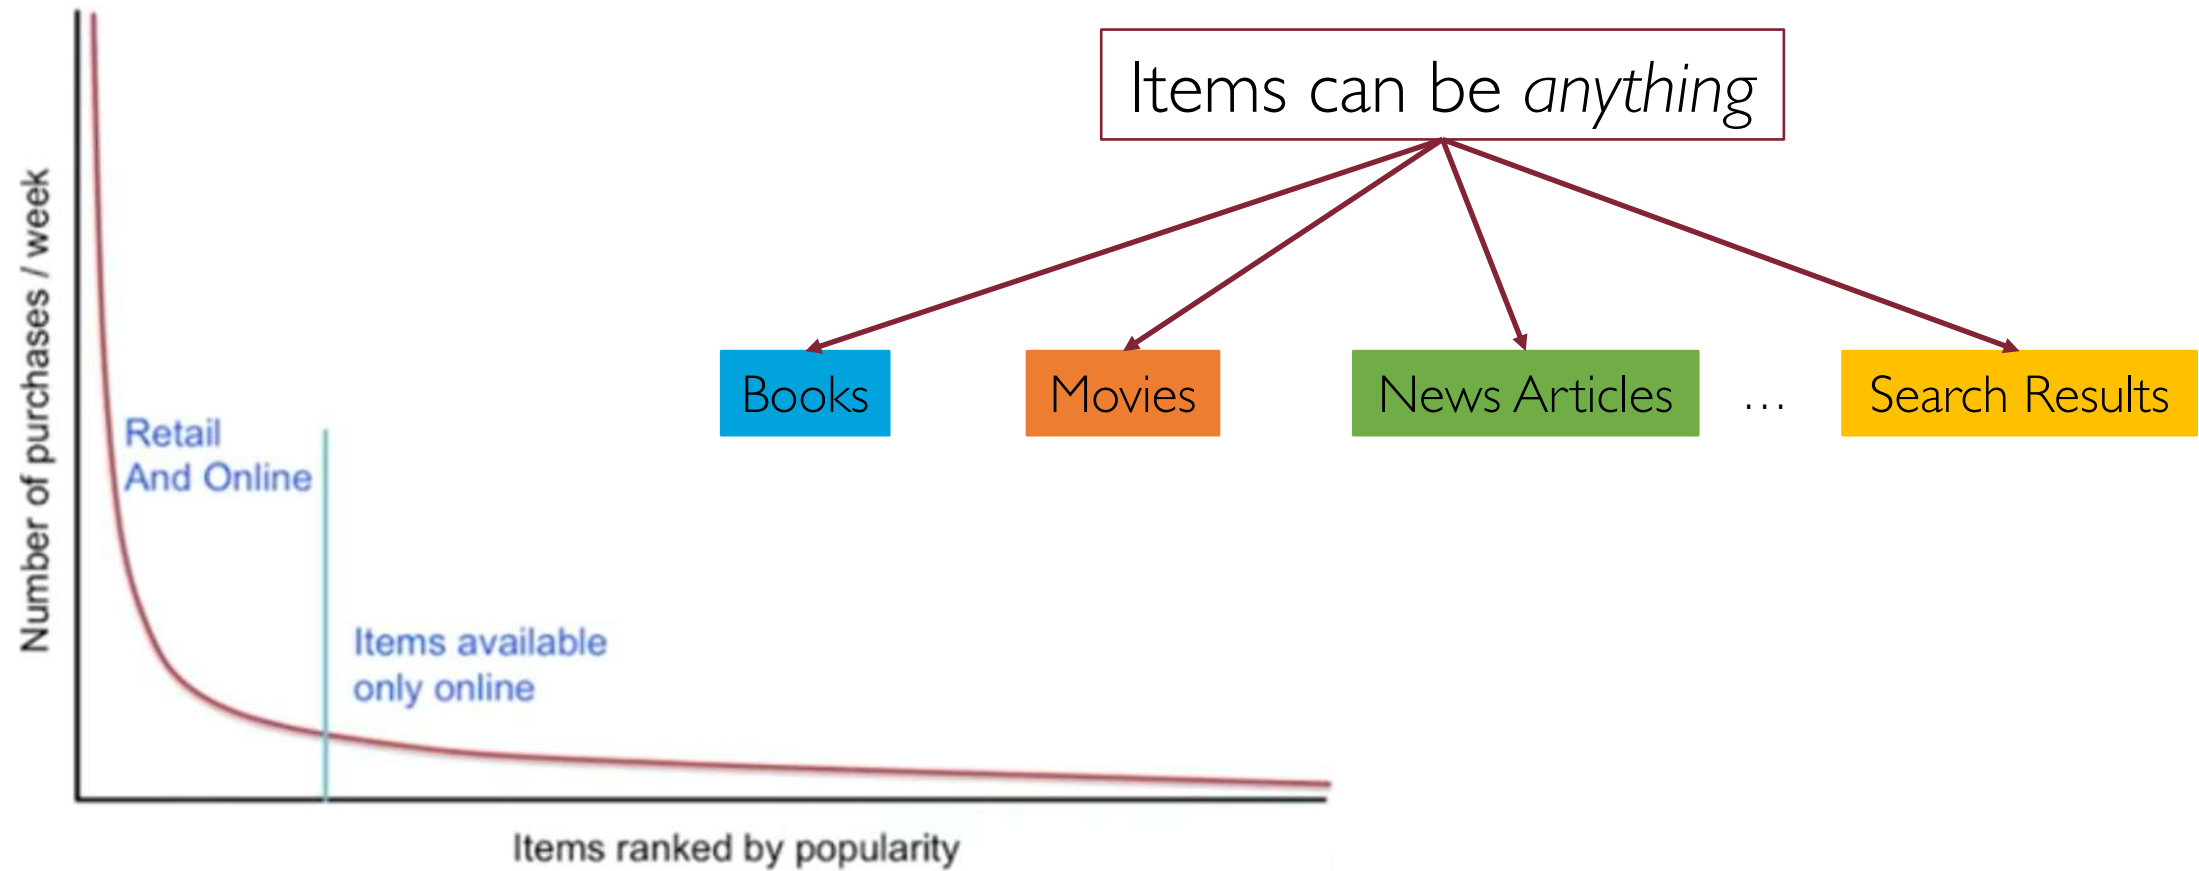 Items can be anything
Books
Movies
News Articles
...
Search Results
Number of purchases / week
Retail
And Online
Items available
only online
Items ranked by popularity